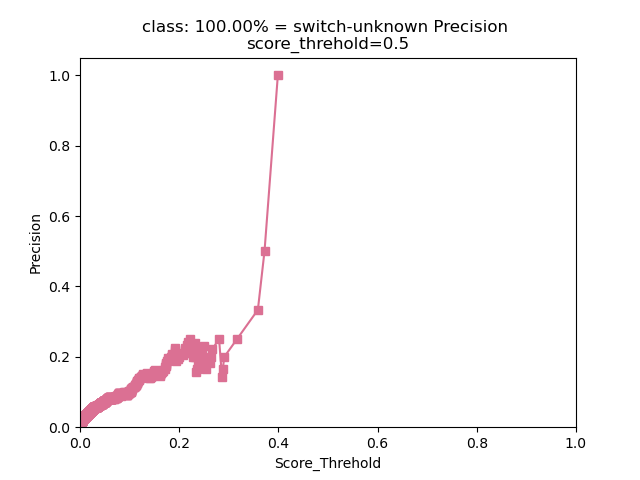 class: 100.00% = switch-unknown Precision
score_threhold=0.5
1.0
0.8
0.6
0.4
0.2
0.0
Precision
0.0 0.2 0.4 0.6 0.8 1.0
Score_Threhold